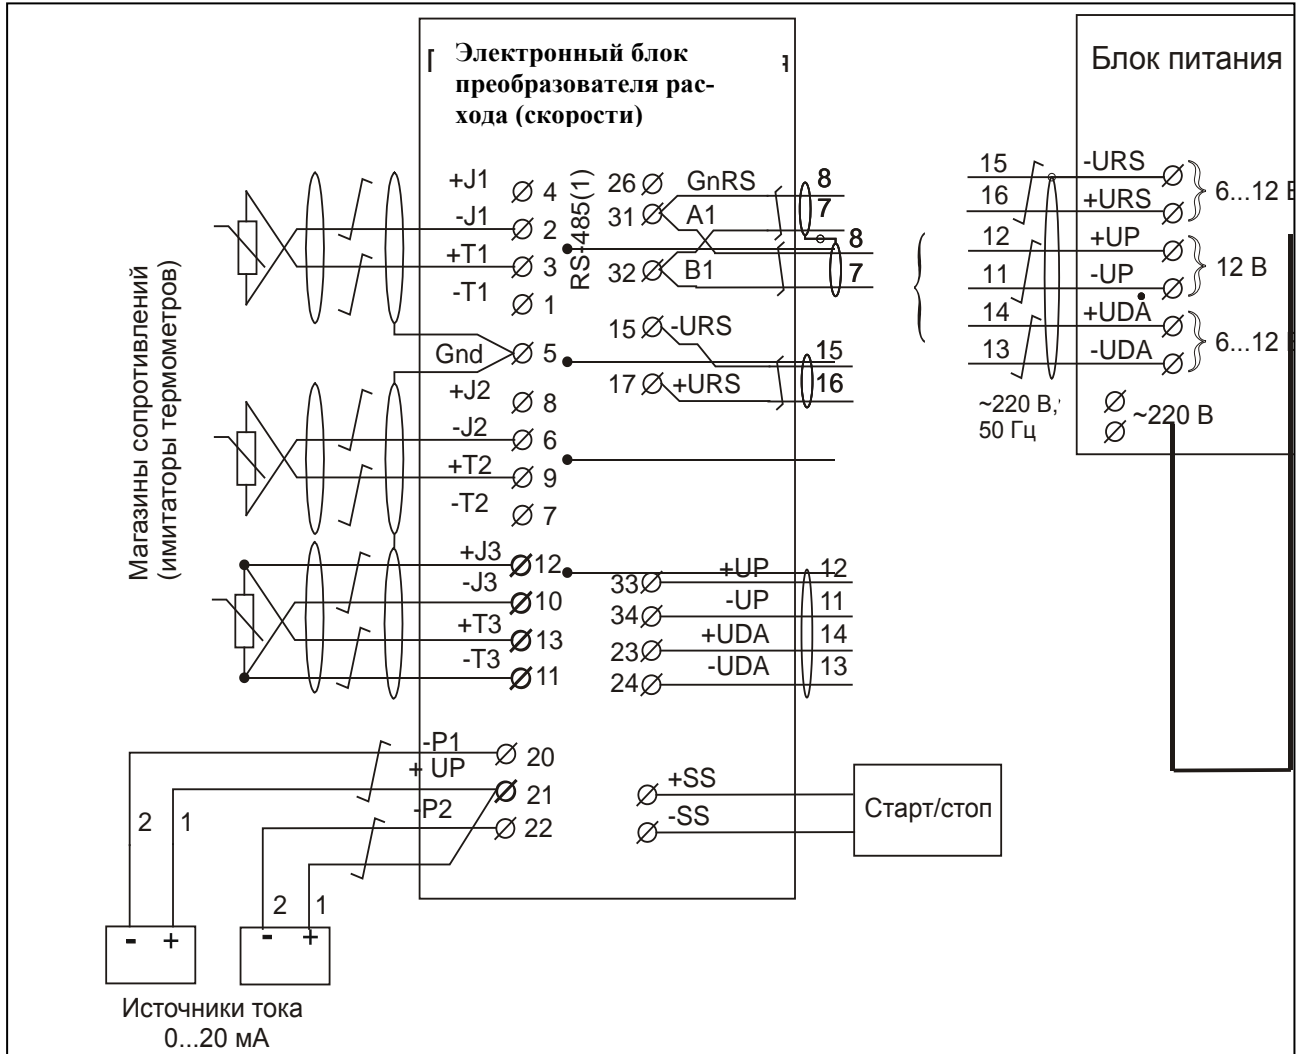 Электронный блок
преобразователя рас-
хода (скорости)
Блок питания
Магазины сопротивлений
(имитаторы термометров)
+J1 4
-J1 2
+T1 3
-T1 1
Gnd 5
+J2 8
-J2 6
+T2 9
-T2 7
+J3 12
-J3 10
+T3 13
-T3 11
-P1 20
+ UP 21
-P2 22
RS-485(1)
26 GnRS 8
31 A1 7
8
32 B1 7
15 -URS 15
17 +URS 16
33 +UP 12
34 -UP 11
23 +UDA 14
24 -UDA 13
+SS
-SS
Старт/стоп
15 -URS
16 +URS 6...12
12 +UP
11 -UP 12 В
14 +UDA
13 -UDA 6...12
~220 В,
50 Гц
~220 В
2 1
2 1
- +
- +
Источники тока
0...20 мА